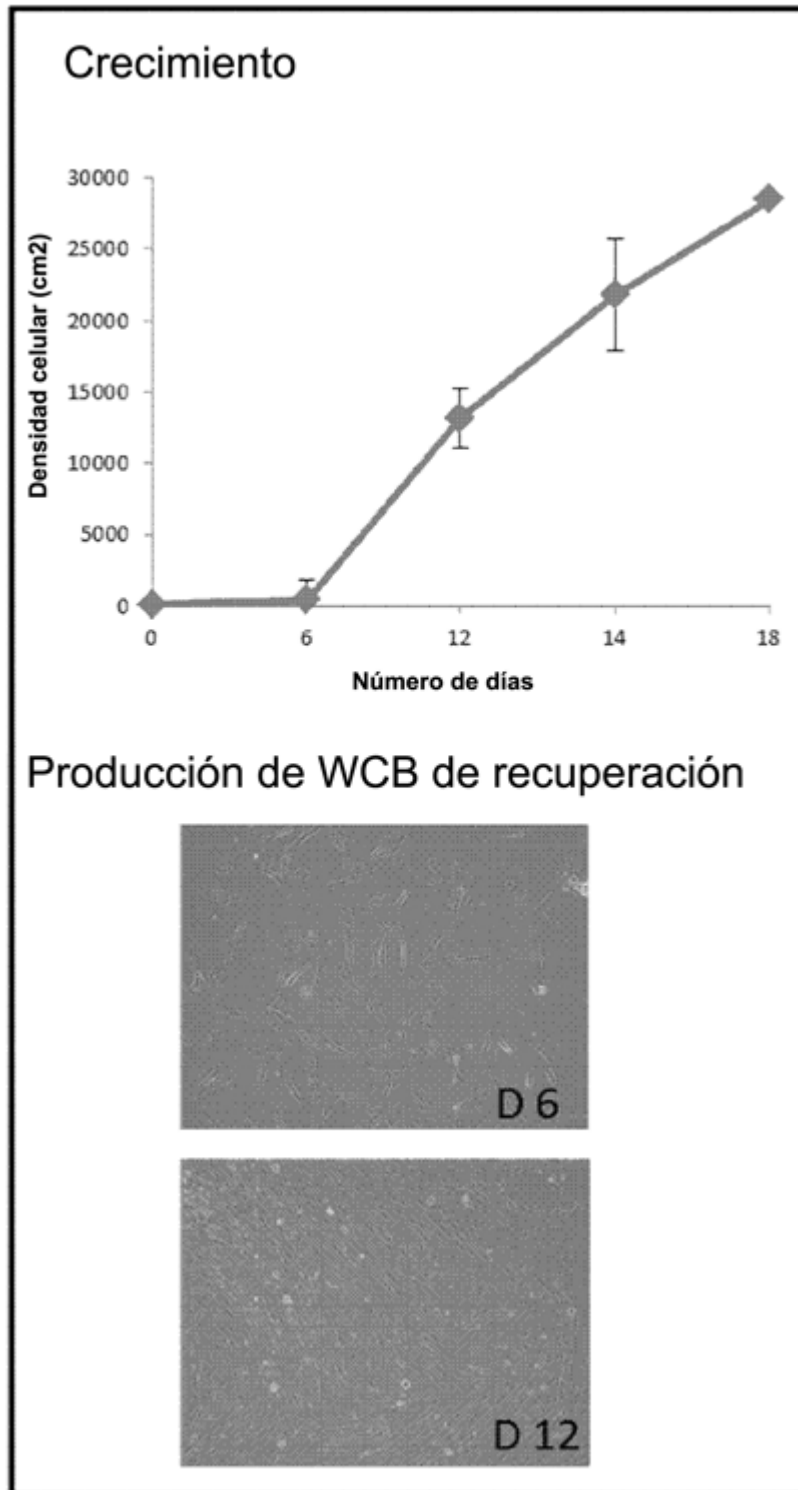 Crecimiento
30000
25000
20000
15000
10000
5000
0
Densidad celular (cm2)
0 6 12 14 18
Número de días
Producción de WCB de recuperación
D 6
D 12